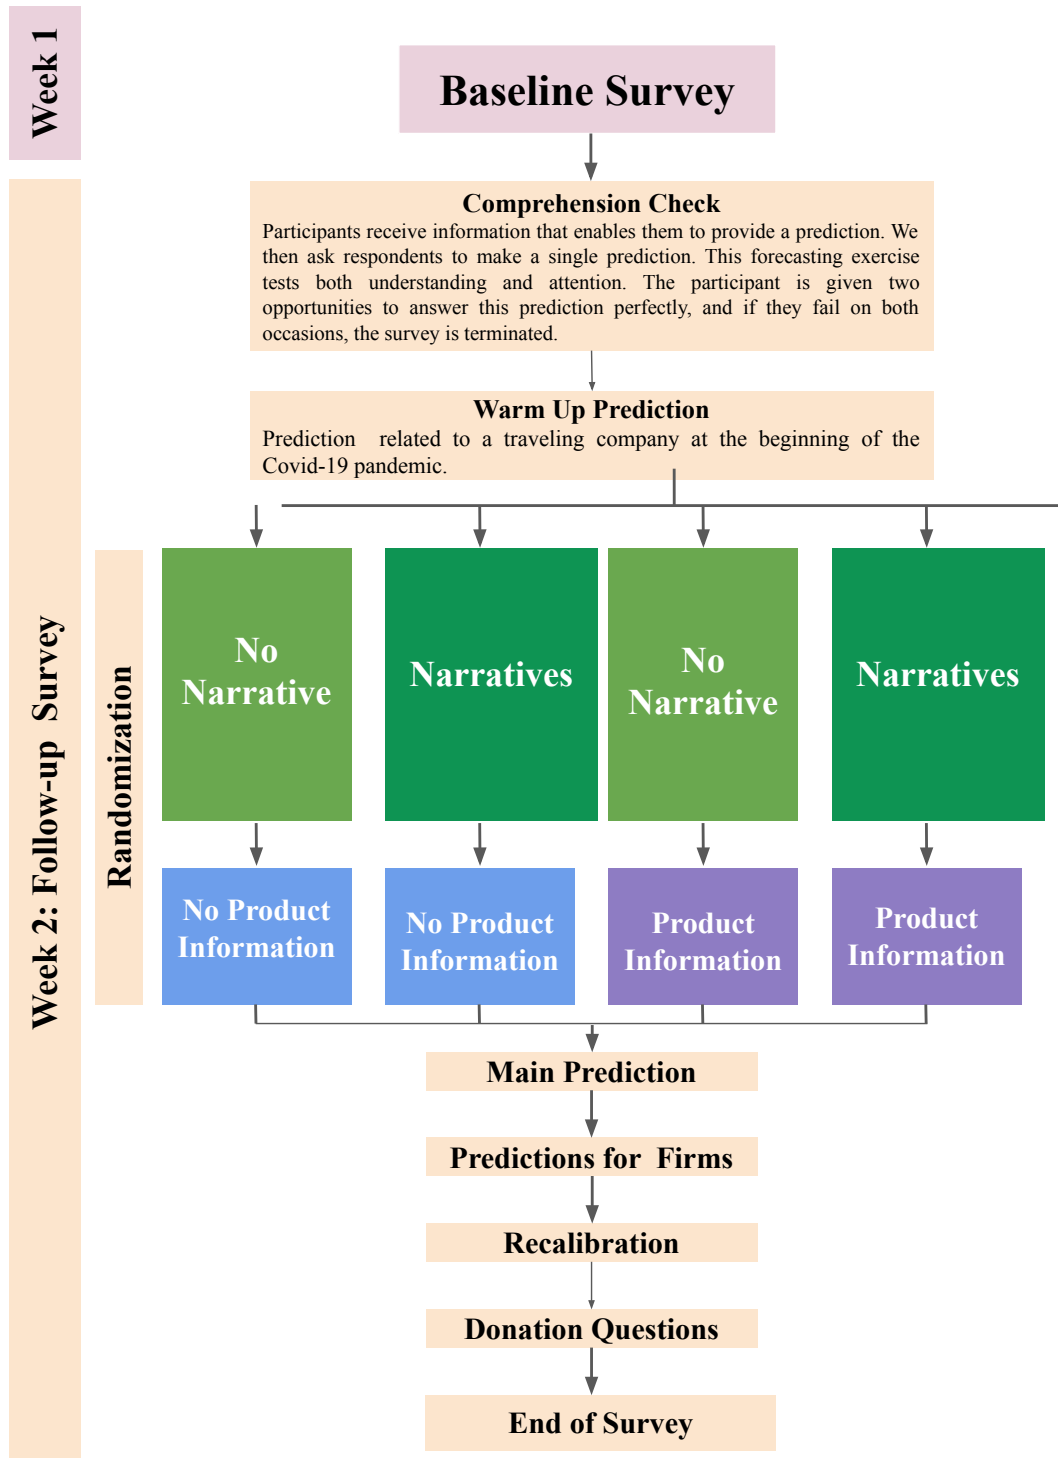 Week 1
Baseline Survey
Week 2: Follow-up Survey
Comprehension Check
Participants receive information that enables them to provide a prediction. We
then ask respondents to make a single prediction. This forecasting exercise
tests both understanding and attention. The participant is given two
opportunities to answer this prediction perfectly, and if they fail on both
occasions, the survey is terminated.
Warm Up Prediction
Prediction related to a traveling company at the beginning of the
Covid-19 pandemic.
Randomization
No
Narrative
Narratives
No
Narrative
Narratives
No Product
Information
No Product
Information
Product
Information
Product
Information
Main Prediction
Predictions for Firms
Recalibration
Donation Questions
End of Survey